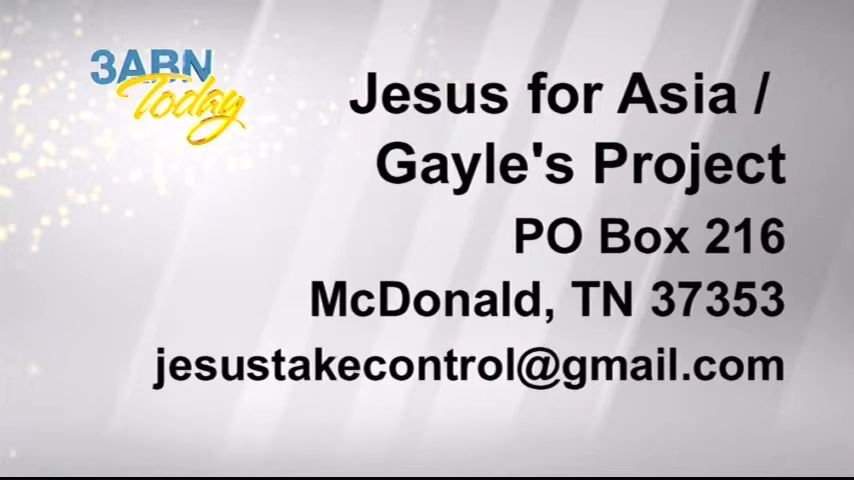 3ABN
Today
Jesus for Asia /
Gayle's Project
PO Box 216
McDonald, TN 37353
jesustakecontrol@gmail.com